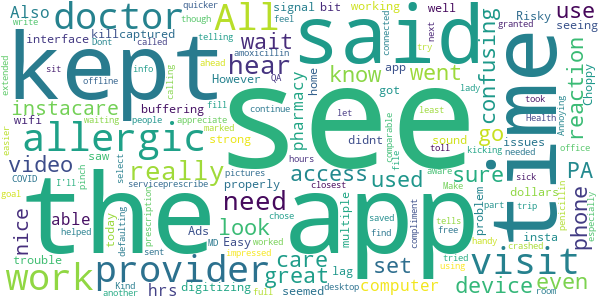 write though quicker signal bit working well next
Also doctor All said use Risky granted
interface killcaptured wait seeing
Dont called telling feel connected try
extended offline kept hear However QA confusing time reaction Choppy
sit info calling amoxicillin ahead home know app went
instacare buffering see
wifi waiting people appreciate fill continue got let lady took Annoying
allergic marked strong pharmacy didnt least sound go Health
easier video saw really hours access used sure issues office
COVID select pinch properly pictures file comparable aware kicking needed PA
I'll servicePrescribe multiple closest Make dollars phone
goal able today prescription chose problem tells part trip insta penicillin
nice the need app visit
helped MD Ads look saved compliment handy crashed especially
trouble defaulting Easy worked care find free tried using
work provider great set computer device even
Kind sent hrs digitizing impressed seemed lag desktop full room sick
another